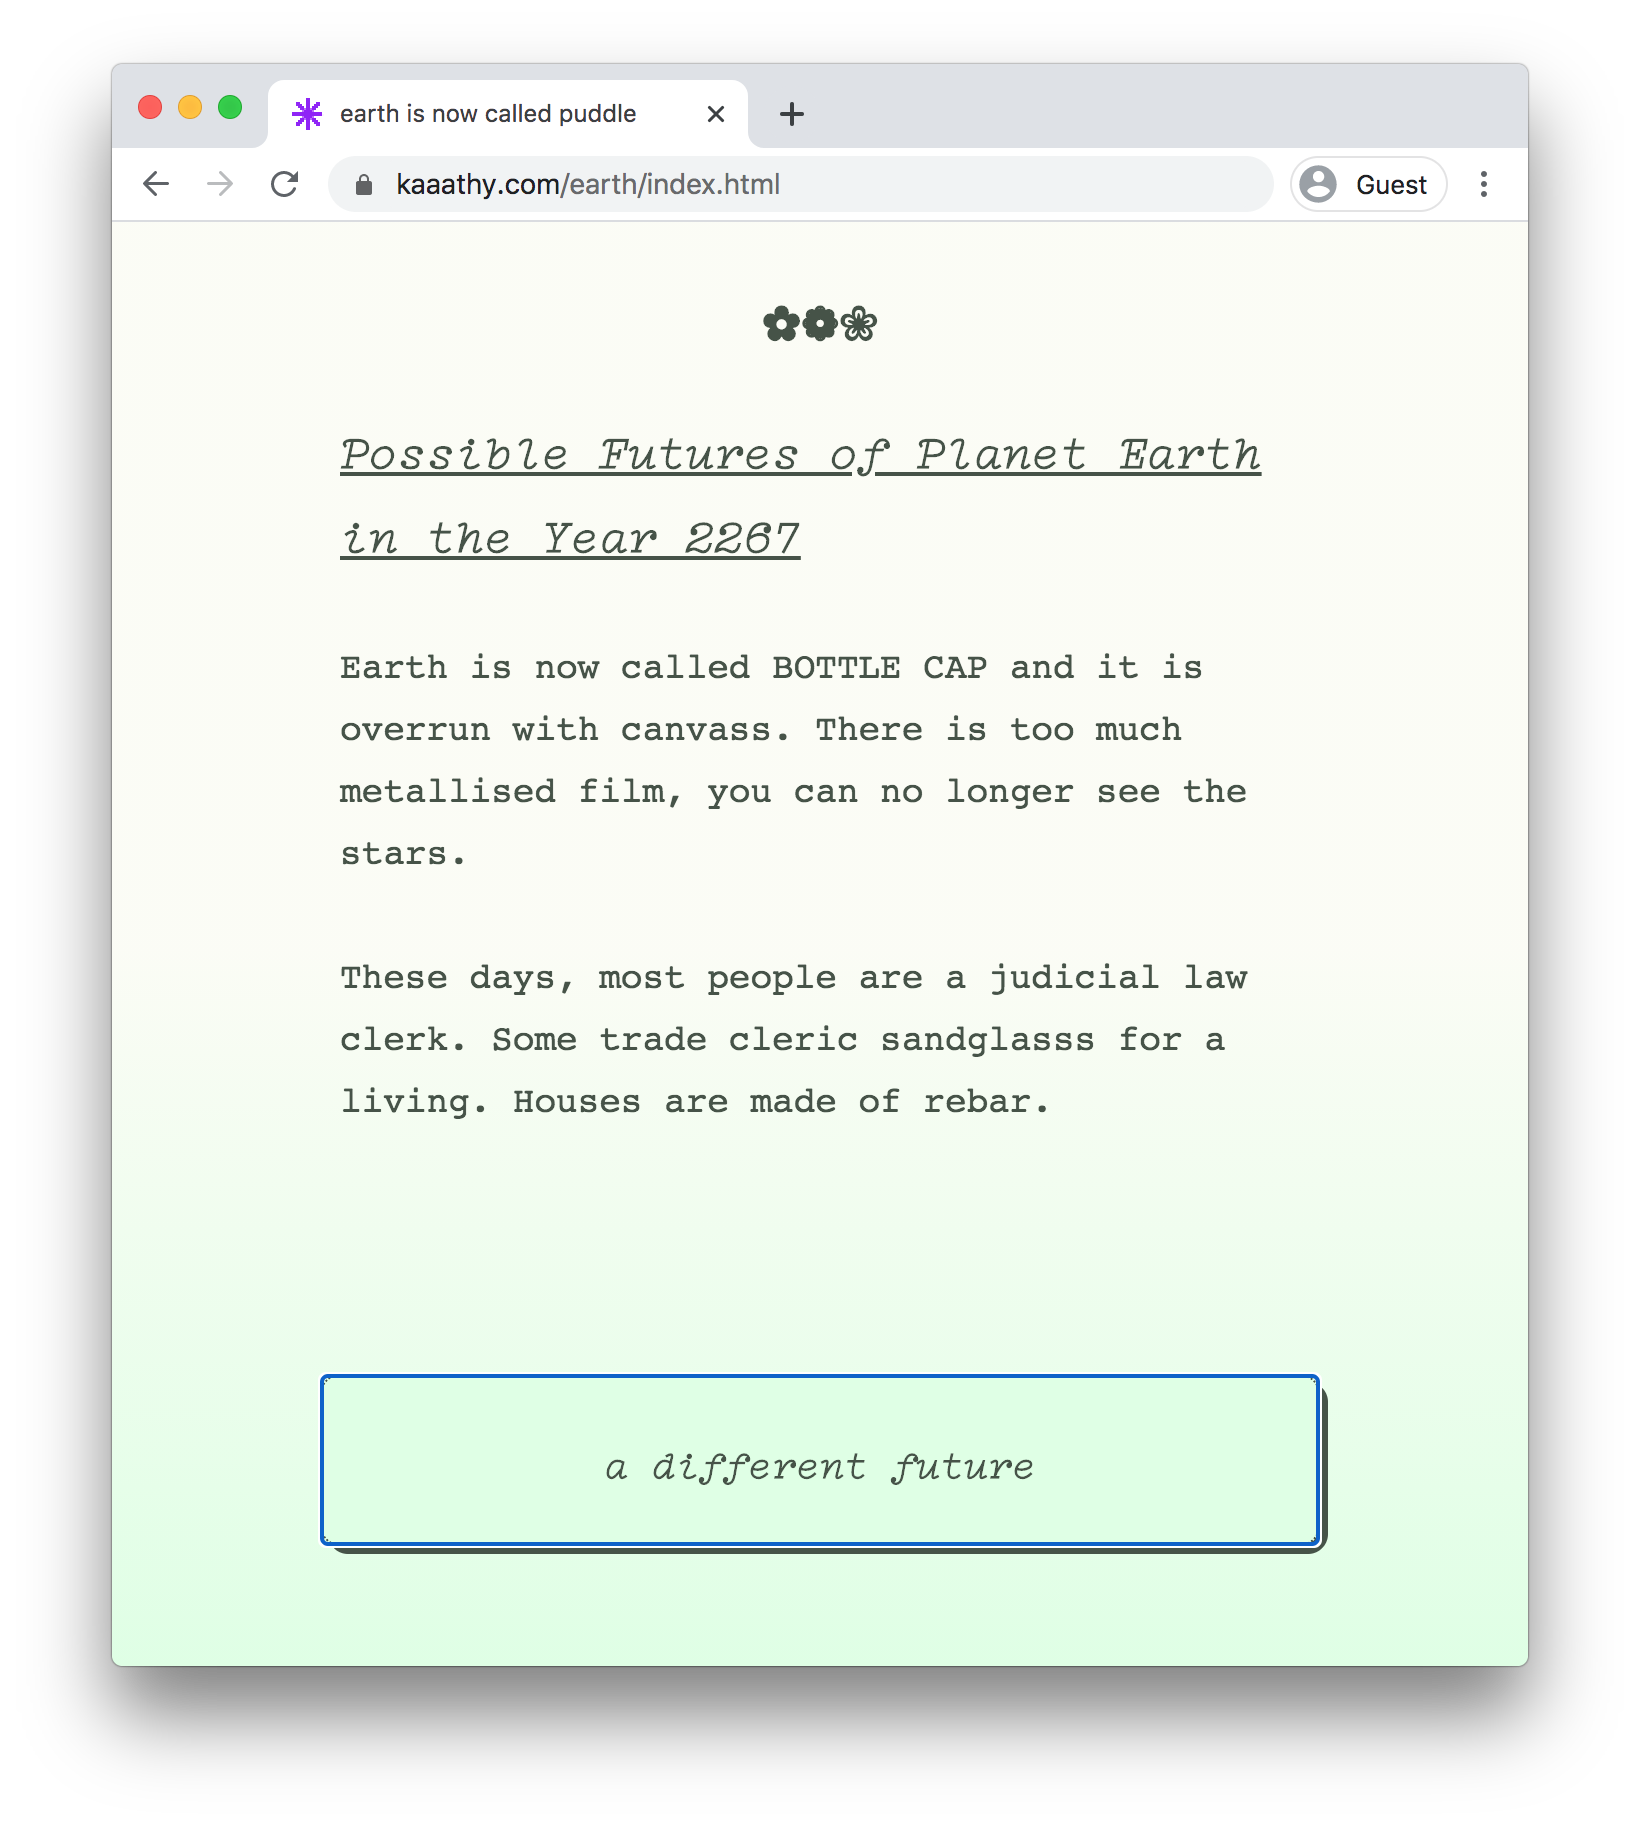 earth is now called puddle
kaaathy.com/earth/index.html
Guest
✿❁❀
Possible Futures of Planet Earth
in the Year 2267
Earth is now called BOTTLE CAP and it is
overrun with canvass. There is too much
metallised film, you can no longer see the
stars.
These days, most people are a judicial law
clerk. Some trade cleric sandglasss for a
living. Houses are made of rebar.
a different future